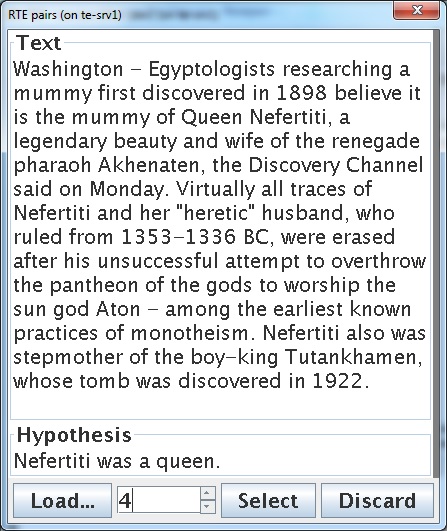 RTE pairs (on te-srv1)
Text
Washington – Egyptologists researching a
mummy first discovered in 1898 believe it
is the mummy of Queen Nefertiti, a
legendary beauty and wife of the renegade
pharaoh Akhenaten, the Discovery Channel
said on Monday. Virtually all traces of
Nefertiti and her "heretic" husband, who
ruled from 1353–1336 BC, were erased
after his unsuccessful attempt to overthrow
the pantheon of the gods to worship the
sun god Aton – among the earliest known
practices of monotheism. Nefertiti also was
stepmother of the boy–king Tutankhamen,
whose tomb was discovered in 1922.
Hypothesis
Nefertiti was a queen.
Load... 4 Select Discard